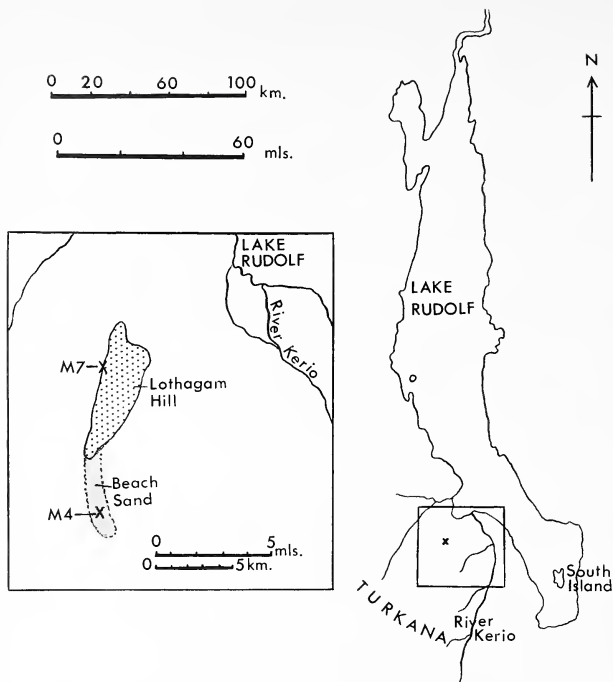 0 20 60 100 km.
0 60 mls.
N
LAKE
RUDOLF
River Kerio
M7
Lothagam
Hill
Beach
Sand
M4
0 5 mls.
0 5 km.
LAKE
RUDOLF
South
Island
TURKANA
River
Kerio